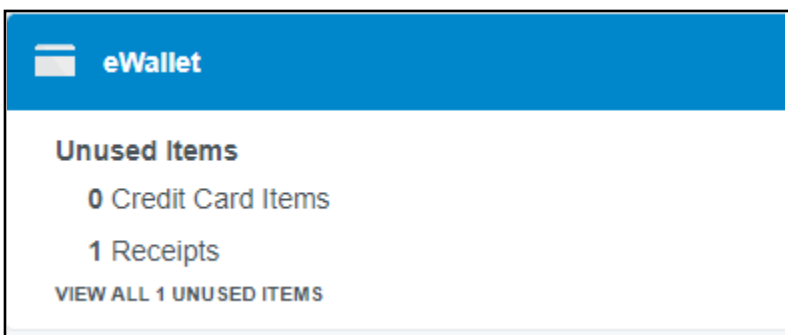 eWallet
Unused Items
0 Credit Card Items
1 Receipts
VIEW ALL 1 UNUSED ITEMS